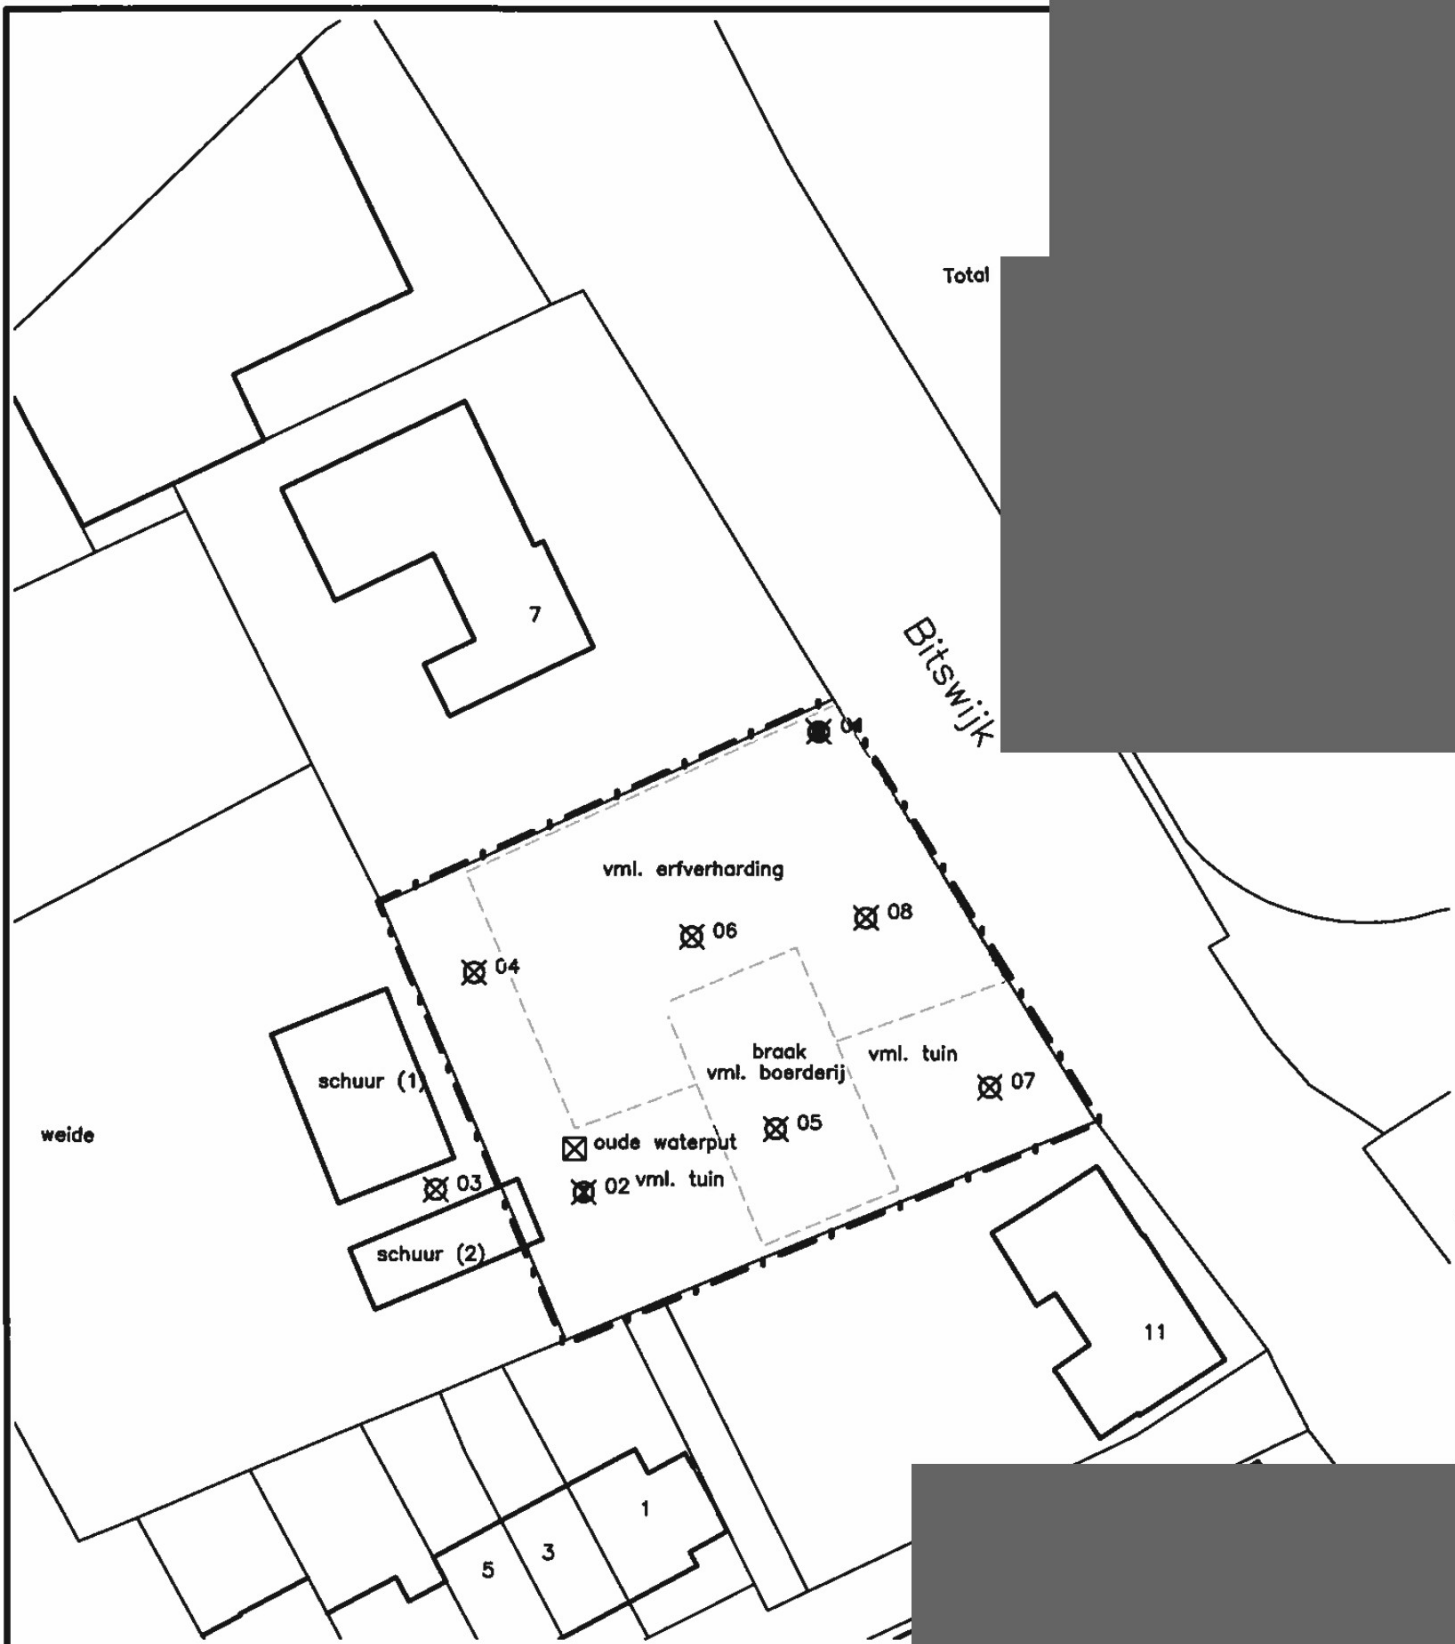 Total
7
Bitswijk
01
vml. erfverharding
08
06
04
braak
vml. boerderij
vml. tuin
schuur (1)
07
05
weide
oude waterput
03
02
vml. tuin
schuur (2)
11
1
3
5